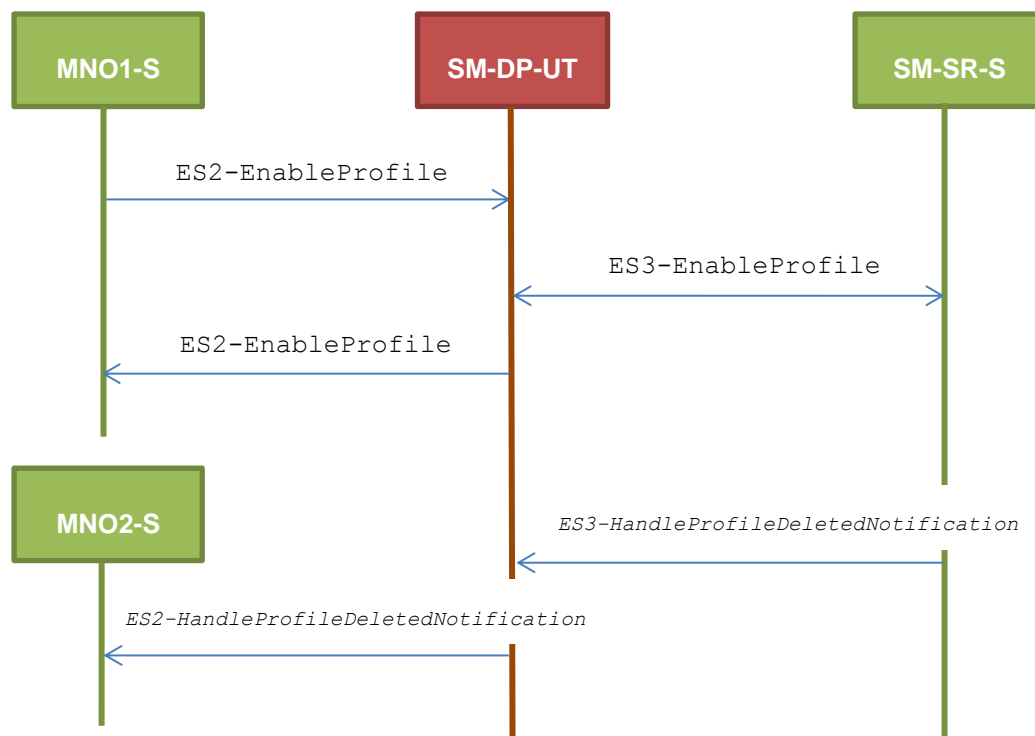 MNO1-S
SM-DP-UT
SM-SR-S
ES2-EnableProfile
ES3-EnableProfile
ES2-EnableProfile
MNO2-S
ES3-HandleProfileDeletedNotification
ES2-HandleProfileDeletedNotification